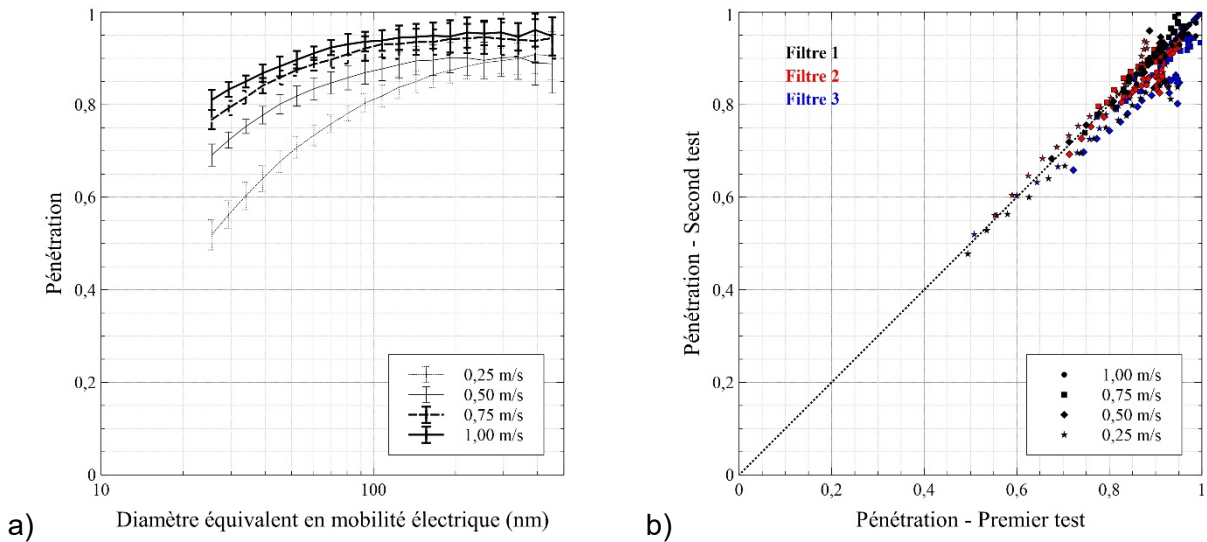 1
0,8
0,6
0,4
0,2
0
Pénétration
10
100
Diamètre équivalent en mobilité électrique (nm)
0,25 m/s
0,50 m/s
0,75 m/s
1,00 m/s
a)
1
0,8
0,6
0,4
0,2
0
Pénétration - Second test
Filtre 1
Filtre 2
Filtre 3
1,00 m/s
0,75 m/s
0,50 m/s
0,25 m/s
0
0,2
0,4
0,6
0,8
1
Pénétration - Premier test
b)